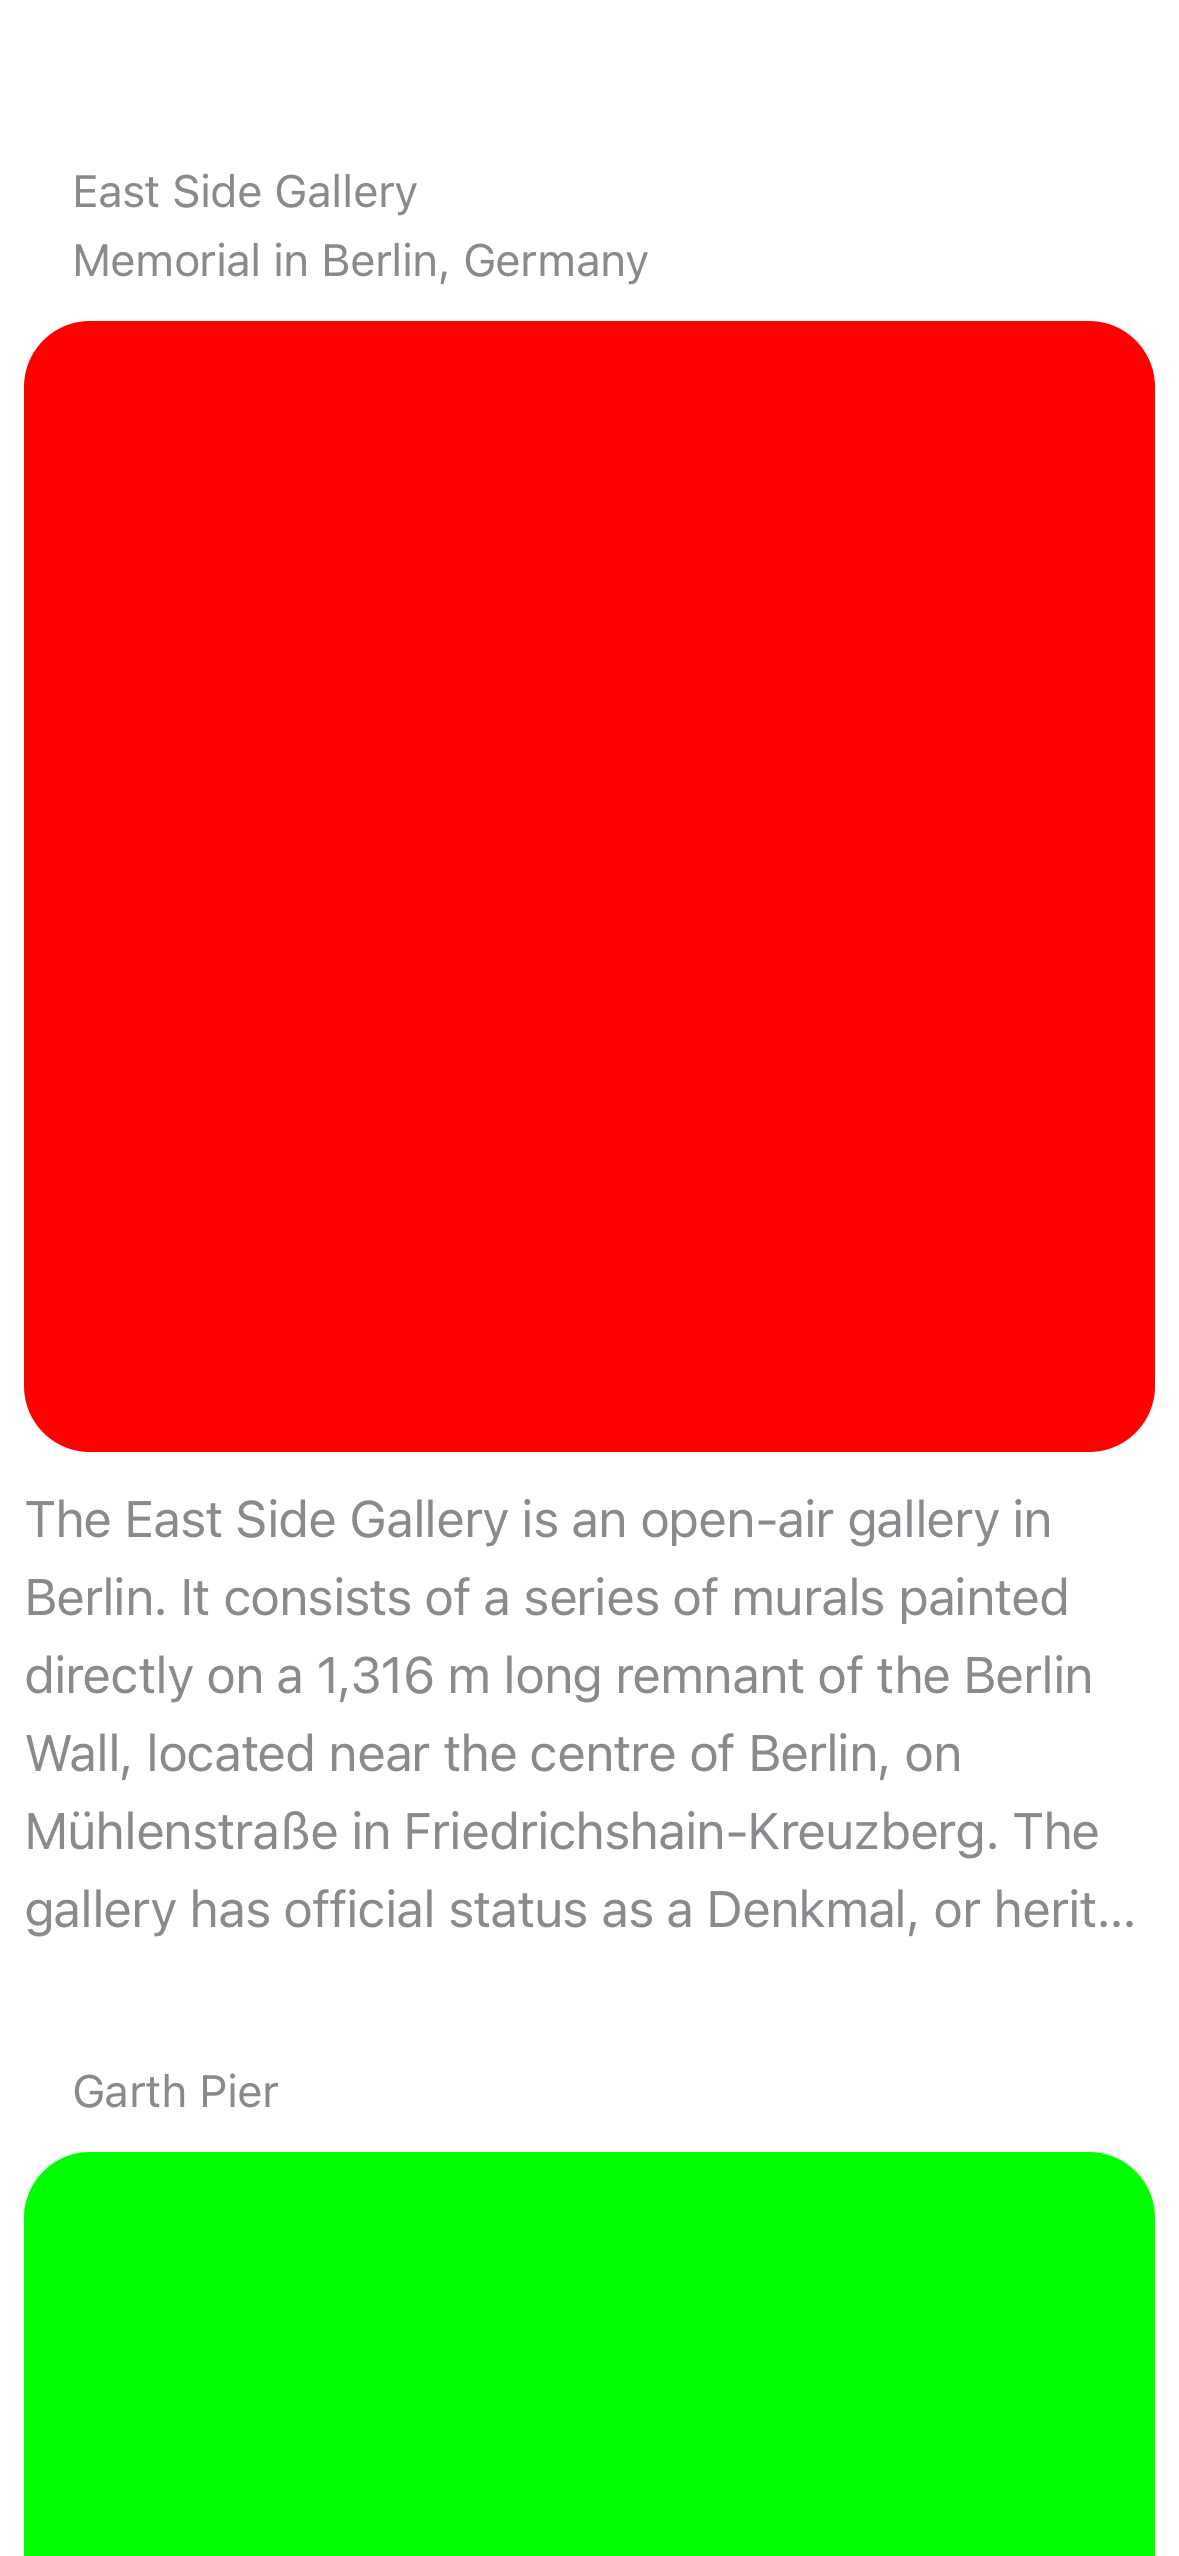 East Side Gallery
Memorial in Berlin, Germany
The East Side Gallery is an open-air gallery in
Berlin. It consists of a series of murals painted
directly on a 1,316 m long remnant of the Berlin
Wall, located near the centre of Berlin, on
Mühlenstraße in Friedrichshain-Kreuzberg. The
gallery has official status as a Denkmal, or herit...
Garth Pier